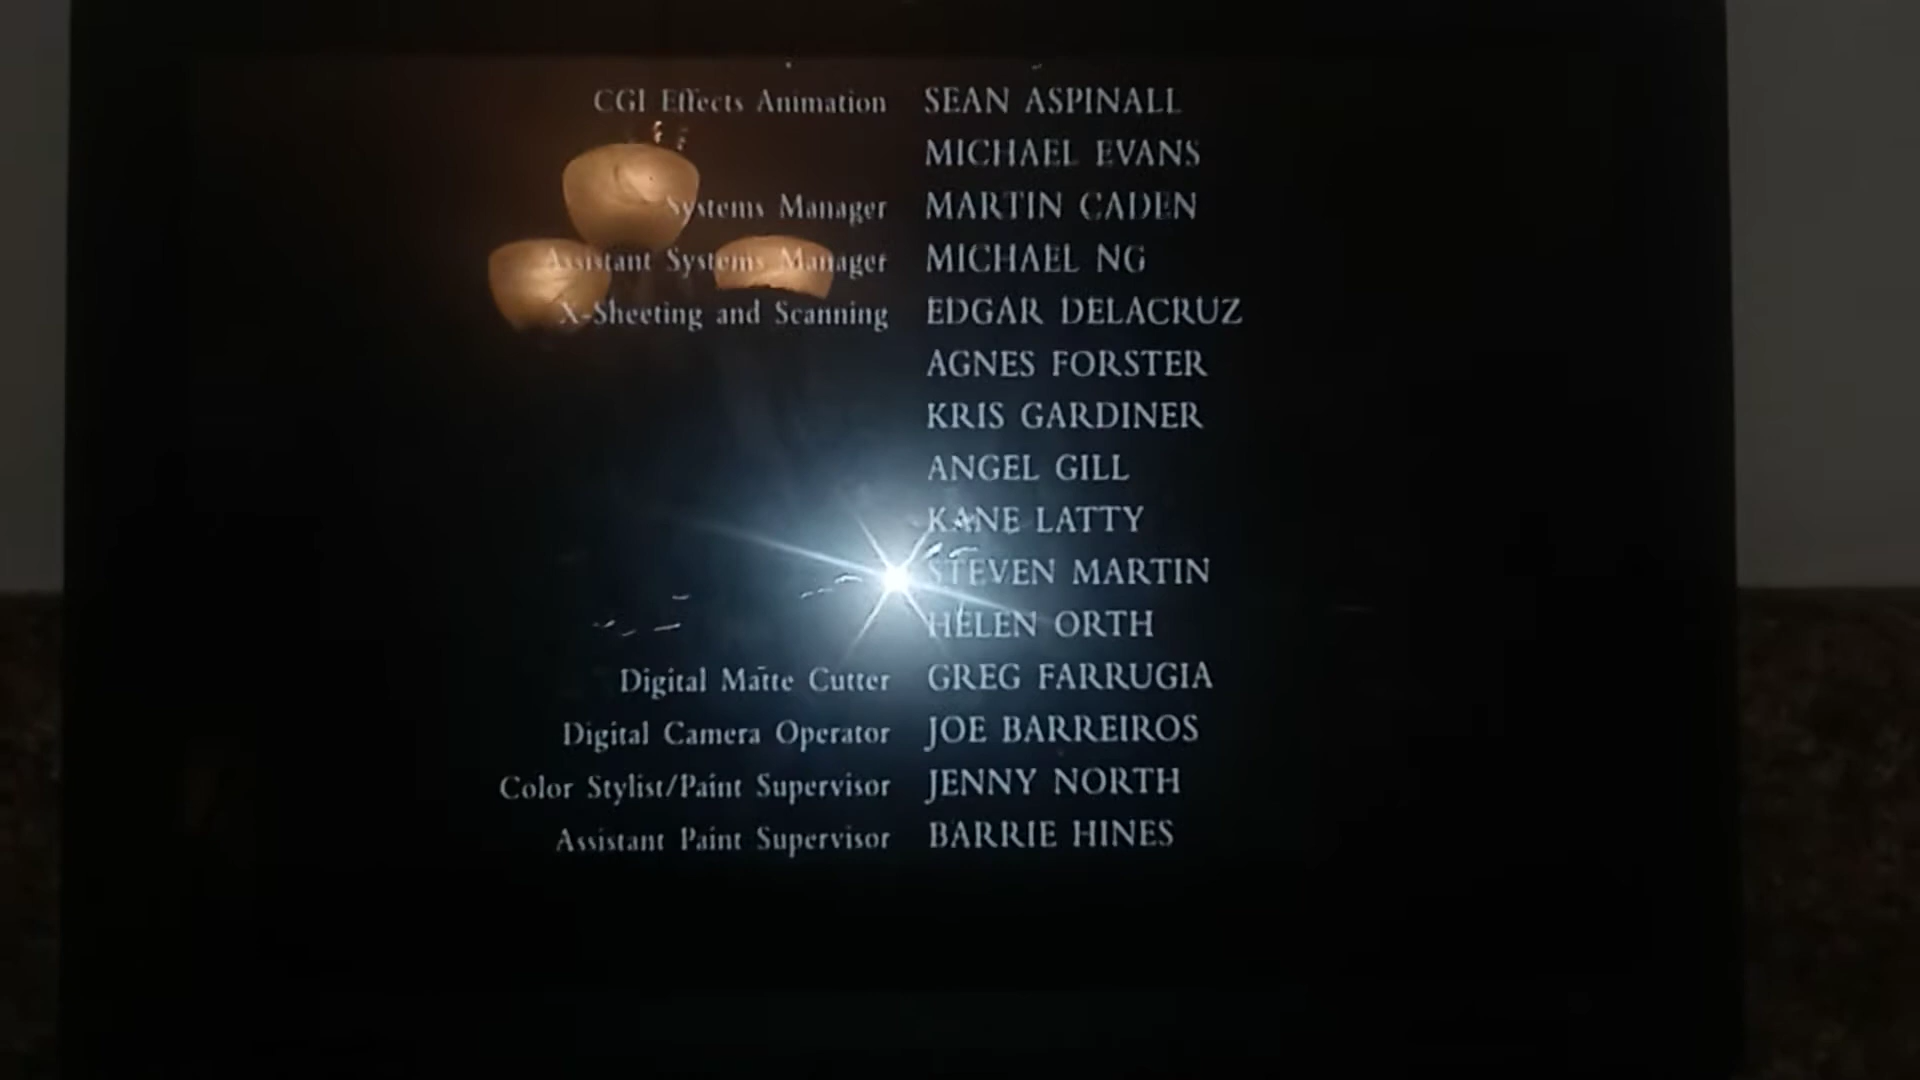 CGI Effects Animation SEAN ASPINALL
MICHAEL EVANS
Systems Manager MARTIN CADEN
Assistant Systems Manager MICHAEL NG
X-Sheeting and Scanning EDGAR DELACRUZ
AGNES FORSTER
KRIS GARDINER
ANGEL GILL
KANE LATTY
STEVEN MARTIN
HELEN ORTH
Digital Matte Cutter GREG FARRUGIA
Digital Camera Operator JOE BARREIROS
Color Stylist/Paint Supervisor JENNY NORTH
Assistant Paint Supervisor BARRIE HINES